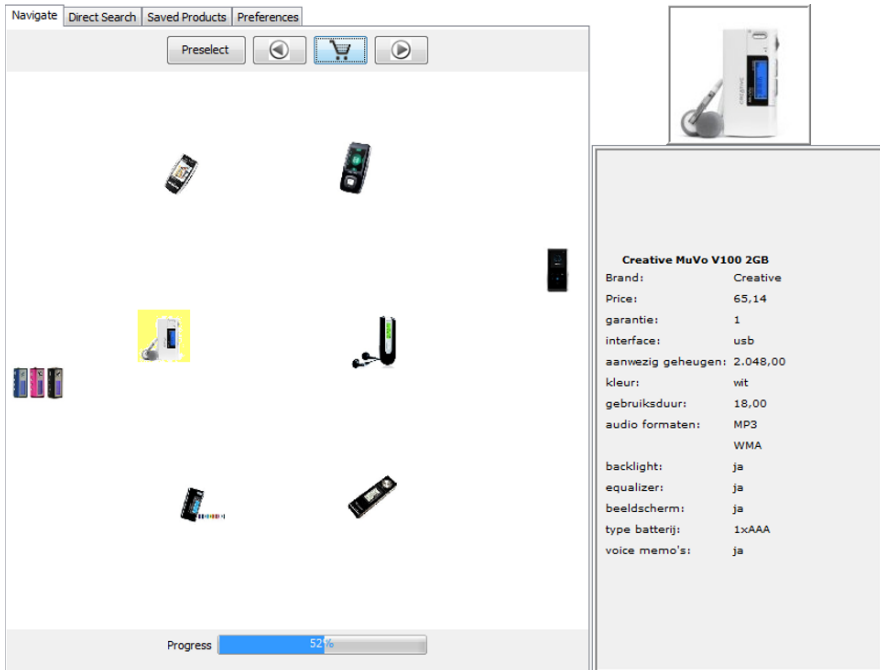 Navigate Direct Search Saved Products Preferences
Preselect
Creative MuVo V100 2GB
Brand: Creative
Price: 65,14
garantie: 1
interface: usb
aanwezig geheugen: 2.048,00
kleur: wit
gebruiksduur: 18,00
audio formaten: MP3
WMA
backlight: ja
equalizer: ja
beeldscherm: ja
type batterij: 1xAAA
voice memo's: ja
Progress 52%